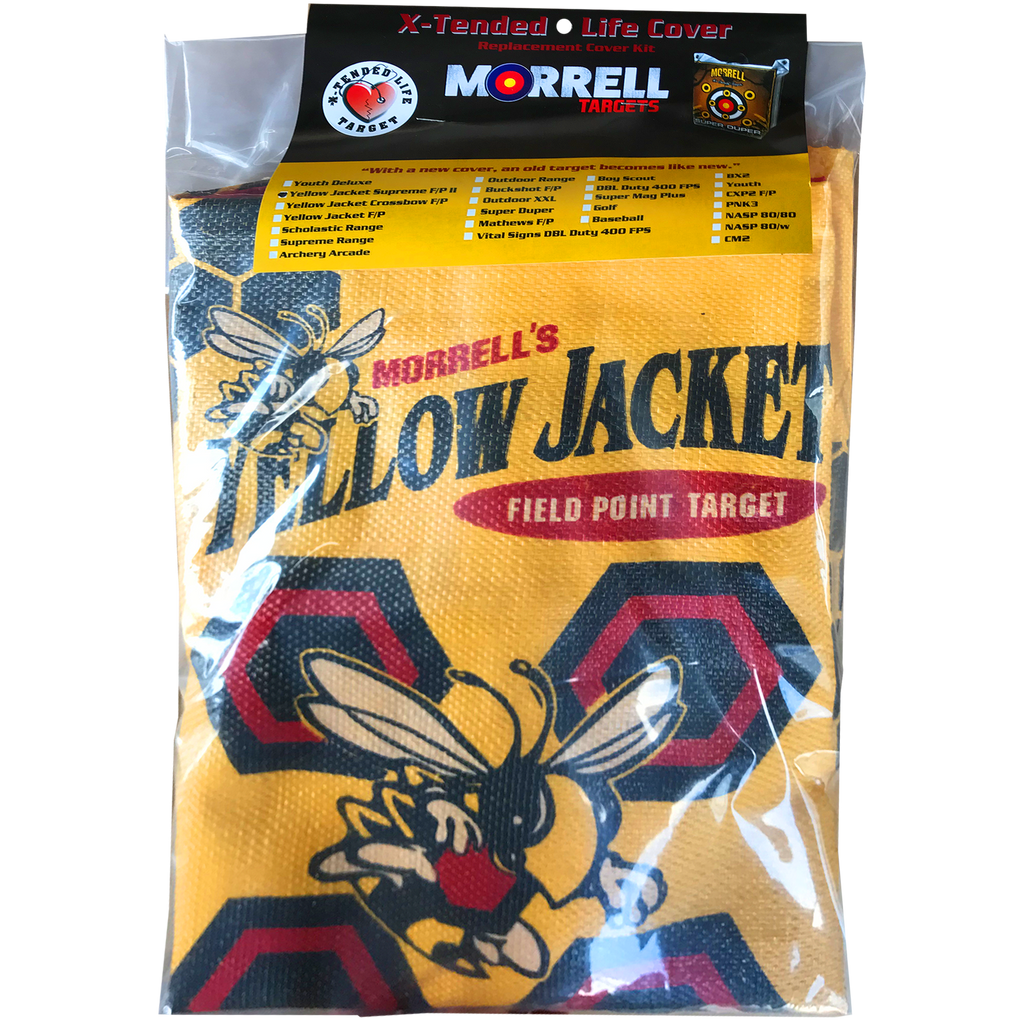 X-Tended • Life Cover
Replacement Cover Kit
X-TENDED LIFE
TARGET
MORRELL
TARGETS
MORRELL
SUPER DUPER
"With a new cover, an old target becomes like new."
Youth Deluxe
Yellow Jacket Supreme F/P II
Yellow Jacket Crossbow F/P
Yellow Jacket F/P
Scholastic Range
Supreme Range
Archery Arcade
Outdoor Range
Buckshot F/P
Outdoor XXL
Super Duper
Mathews F/P
Vital Signs DBL Duty 400 FPS
Boy Scout
DBL Duty 400 FPS
Super Mag Plus
Golf
Baseball
BX2
Youth
CXP2 F/P
PNK3
NASP 80/80
NASP 80/w
CM2
MORRELL'S
YELLOW JACKET
FIELD POINT TARGET